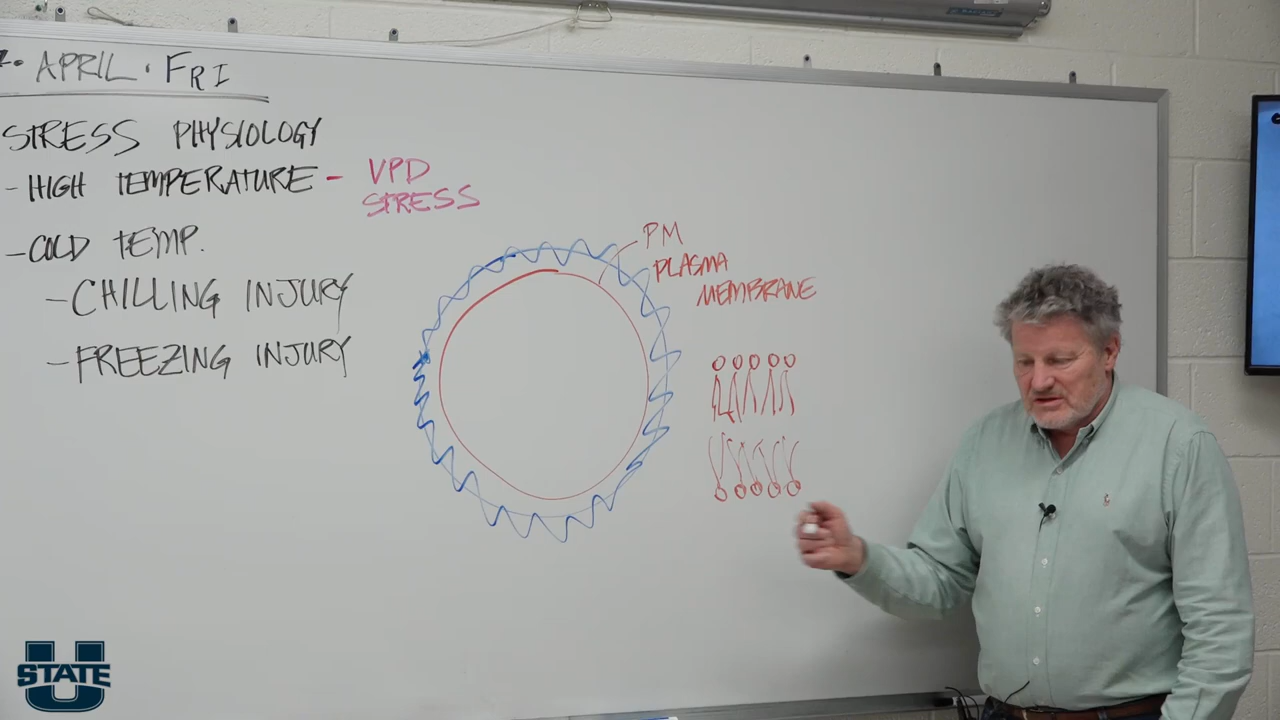 APRIL. FRI
STRESS PHYSIOLOGY
- HIGH TEMPERATURE - VPD
STRESS
- COLD TEMP.
- CHILLING INJURY
- FREEZING INJURY
PM
PLASMA
MEMBRANE
U
STATE